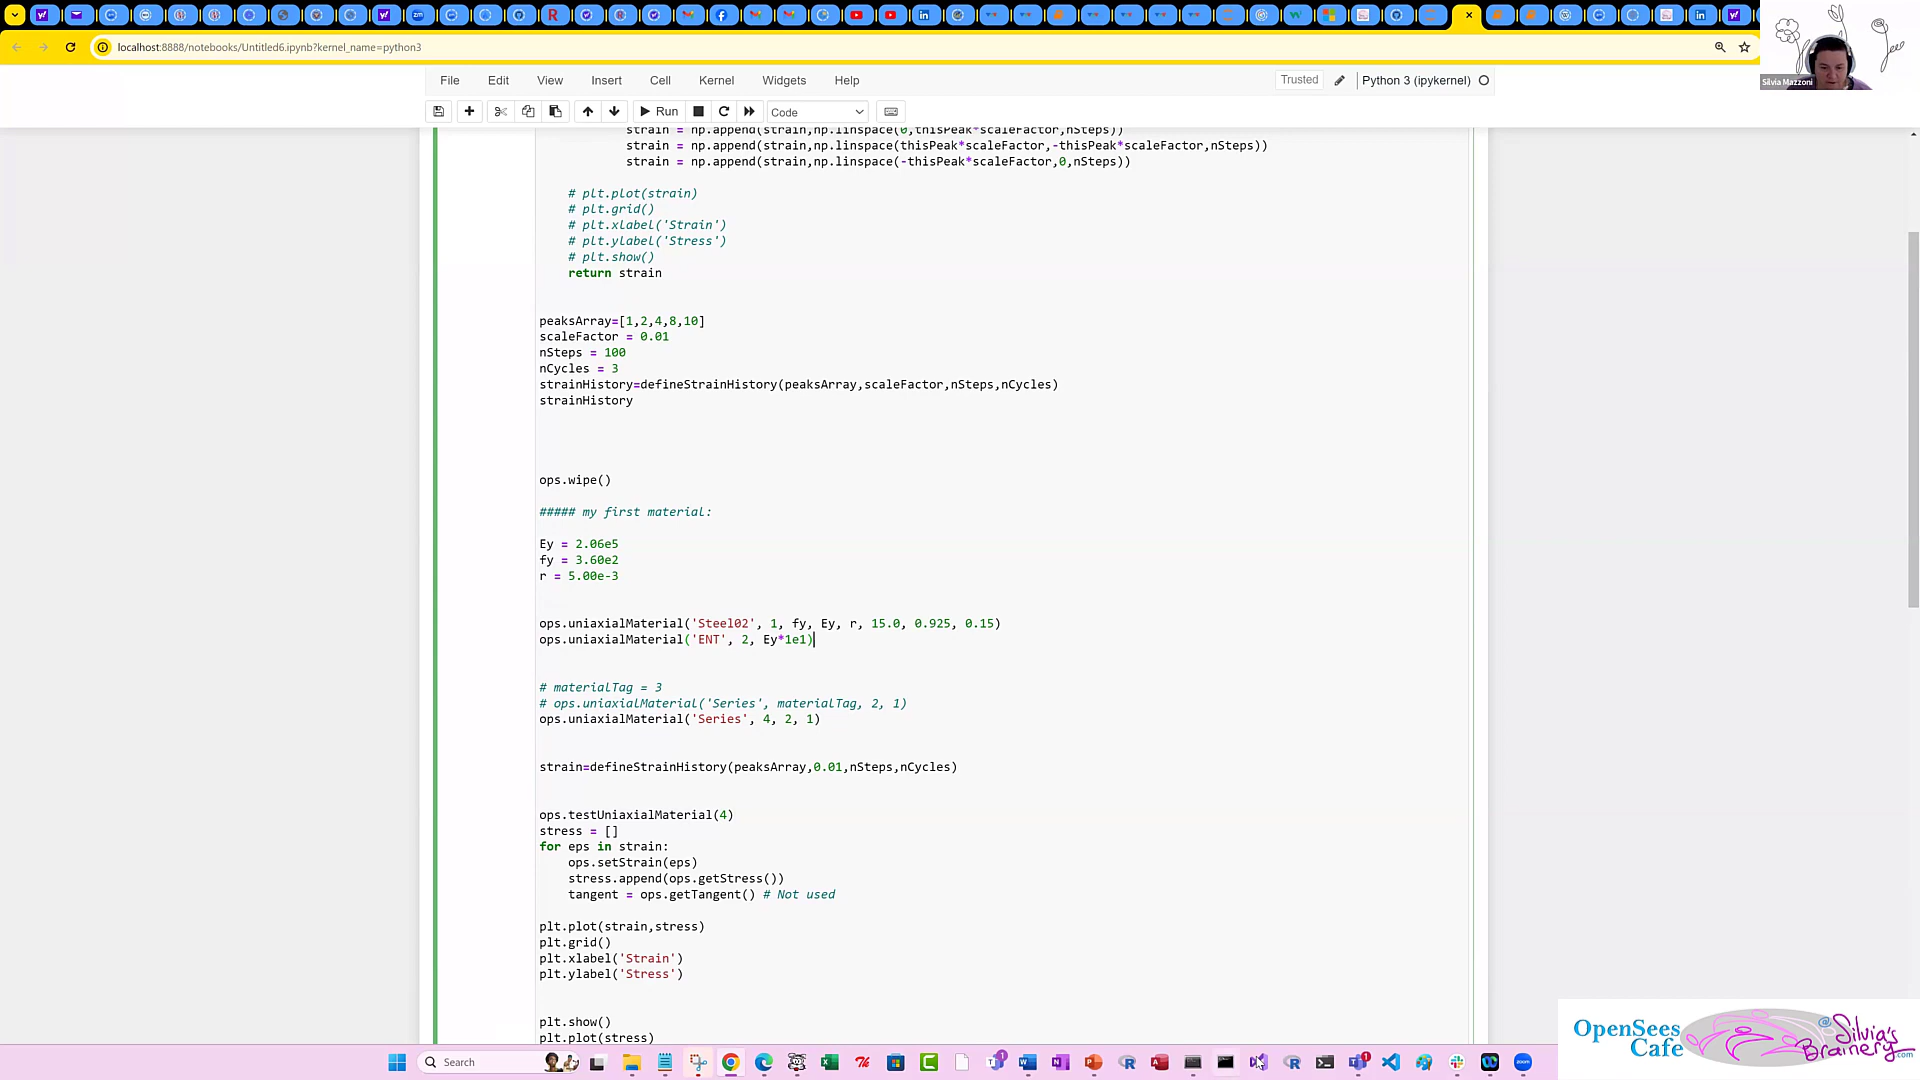 localhost:8888/notebooks/Untitled6.ipynb?kernel_name=python3
Silvia Mazzoni
File Edit View Insert Cell Kernel Widgets Help
Trusted Python 3 (ipykernel)
Run Code
strain = np.append(strain,np.linspace(0,thisPeak*scaleFactor,nSteps))
strain = np.append(strain,np.linspace(thisPeak*scaleFactor,-thisPeak*scaleFactor,nSteps))
strain = np.append(strain,np.linspace(-thisPeak*scaleFactor,0,nSteps))
# plt.plot(strain)
# plt.grid()
# plt.xlabel('Strain')
# plt.ylabel('Stress')
# plt.show()
return strain
peaksArray=[1,2,4,8,10]
scaleFactor = 0.01
nSteps = 100
nCycles = 3
strainHistory=defineStrainHistory(peaksArray,scaleFactor,nSteps,nCycles)
strainHistory
ops.wipe()
##### my first material:
Ey = 2.06e5
fy = 3.60e2
r = 5.00e-3
ops.uniaxialMaterial('Steel02', 1, fy, Ey, r, 15.0, 0.925, 0.15)
ops.uniaxialMaterial('ENT', 2, Ey*1e1)
# materialTag = 3
# ops.uniaxialMaterial('Series', materialTag, 2, 1)
ops.uniaxialMaterial('Series', 4, 2, 1)
strain=defineStrainHistory(peaksArray,0.01,nSteps,nCycles)
ops.testUniaxialMaterial(4)
stress = []
for eps in strain:
ops.setStrain(eps)
stress.append(ops.getStress())
tangent = ops.getTangent() # Not used
plt.plot(strain,stress)
plt.grid()
plt.xlabel('Strain')
plt.ylabel('Stress')
plt.show()
plt.plot(stress)
OpenSees
Cafe
@Silvia's
Brainery.com
Search